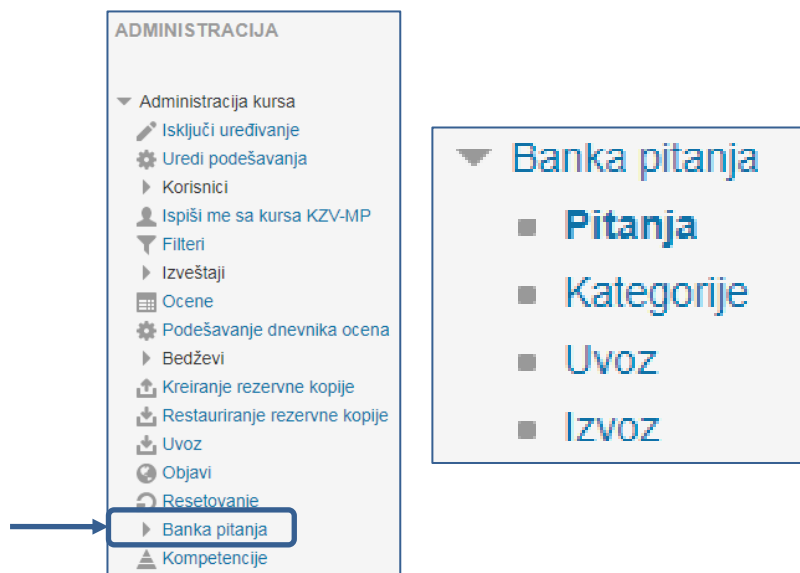 ADMINISTRACIJA
Administracija kursa
Isključi uređivanje
Uredi podešavanja
Korisnici
Ispiši me sa kursa KZV-MP
Filteri
Izveštaji
Ocene
Podešavanje dnevnika ocena
Bedževi
Kreiranje rezervne kopije
Restauriranje rezervne kopije
Uvoz
Objavi
Resetovanje
Banka pitanja
Kompetencije
Banka pitanja
Pitanja
Kategorije
Uvoz
Izvoz